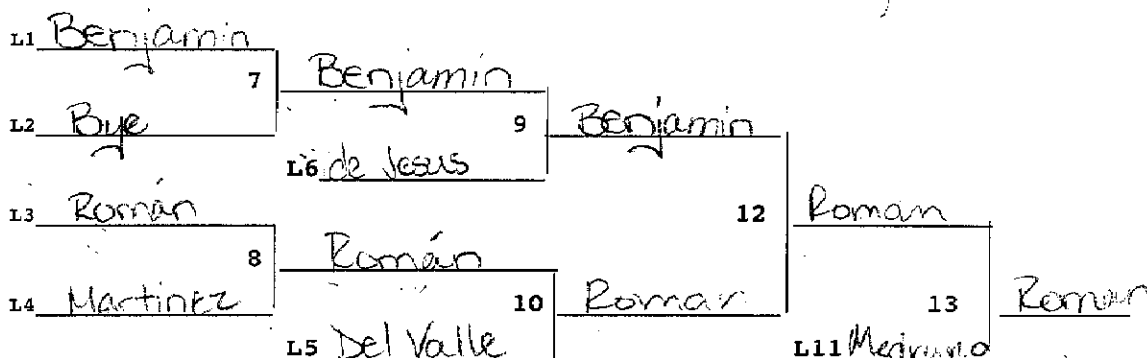 L1 Benjamin
7 Benjamin
L2 Bye
9 Benjamin
L6 de Jesus
L3 Román
12 Roman
8 Román
L4 Martinez
10 Roman
13 Roman
L5 Del Valle
L11